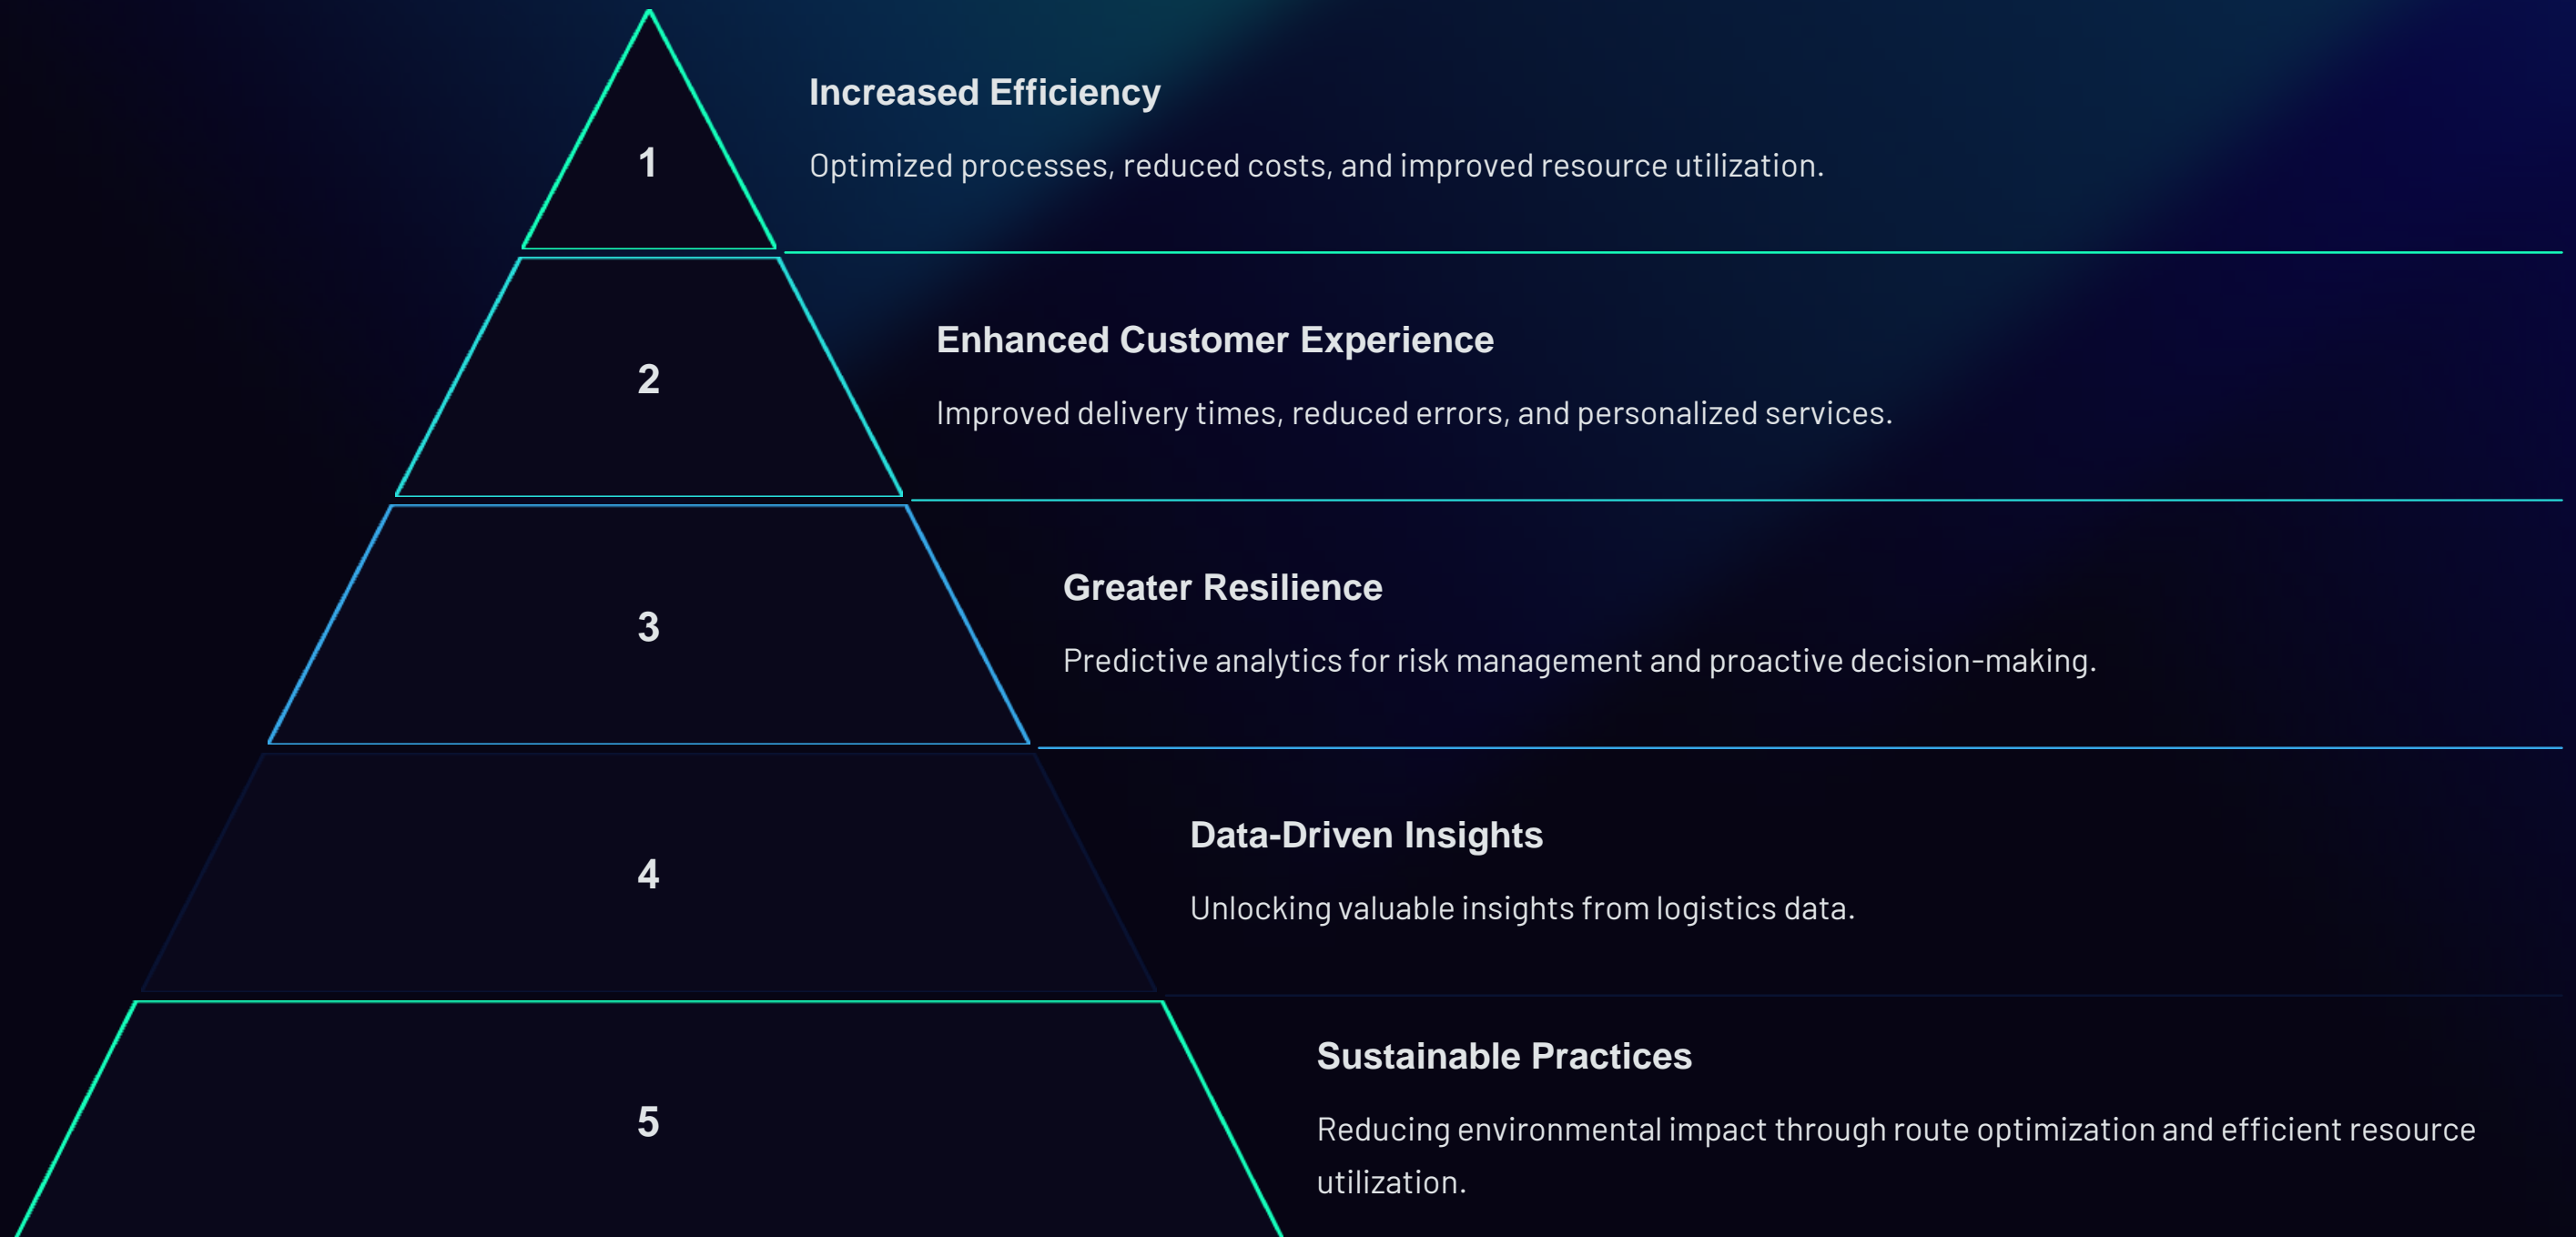 1
Increased Efficiency
Optimized processes, reduced costs, and improved resource utilization.
2
Enhanced Customer Experience
Improved delivery times, reduced errors, and personalized services.
3
Greater Resilience
Predictive analytics for risk management and proactive decision-making.
4
Data-Driven Insights
Unlocking valuable insights from logistics data.
5
Sustainable Practices
Reducing environmental impact through route optimization and efficient resource
utilization.